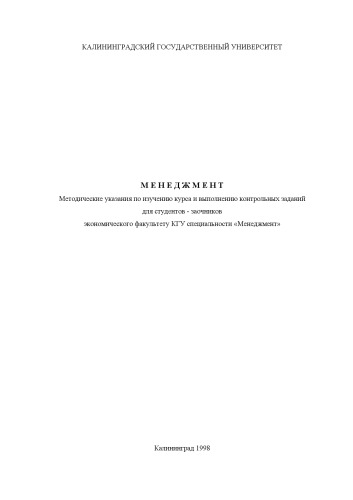 КАЛИНИНГРАДСКИЙ ГОСУДАРСТВЕННЫЙ УНИВЕРСИТЕТ
М Е Н Е Д Ж М Е Н Т
Методические указания по изучению курса и выполнению контрольных заданий
для студентов - заочников
экономического факультету КГУ специальности «Менеджмент»
Калининград 1998